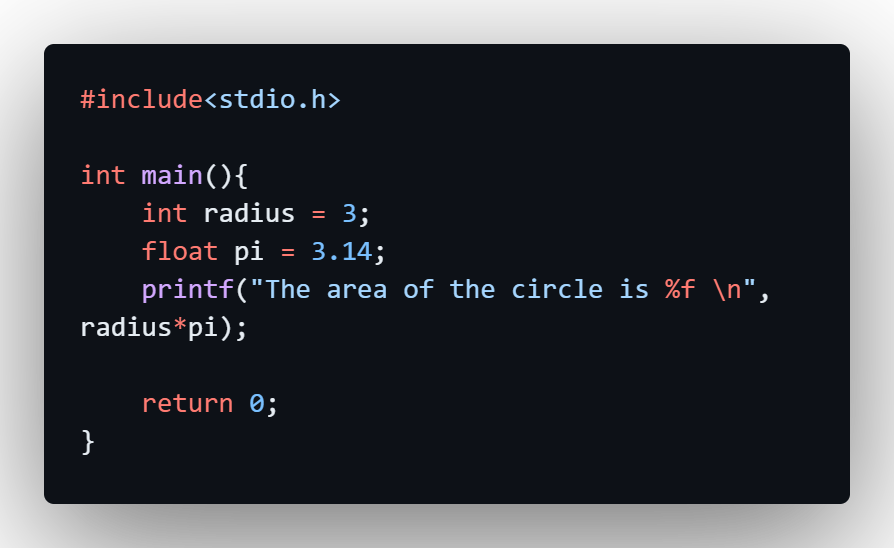 #include<stdio.h>
int main(){
    int radius = 3;
    float pi = 3.14;
    printf("The area of the circle is %f \n",
radius*pi);
    return 0;
}